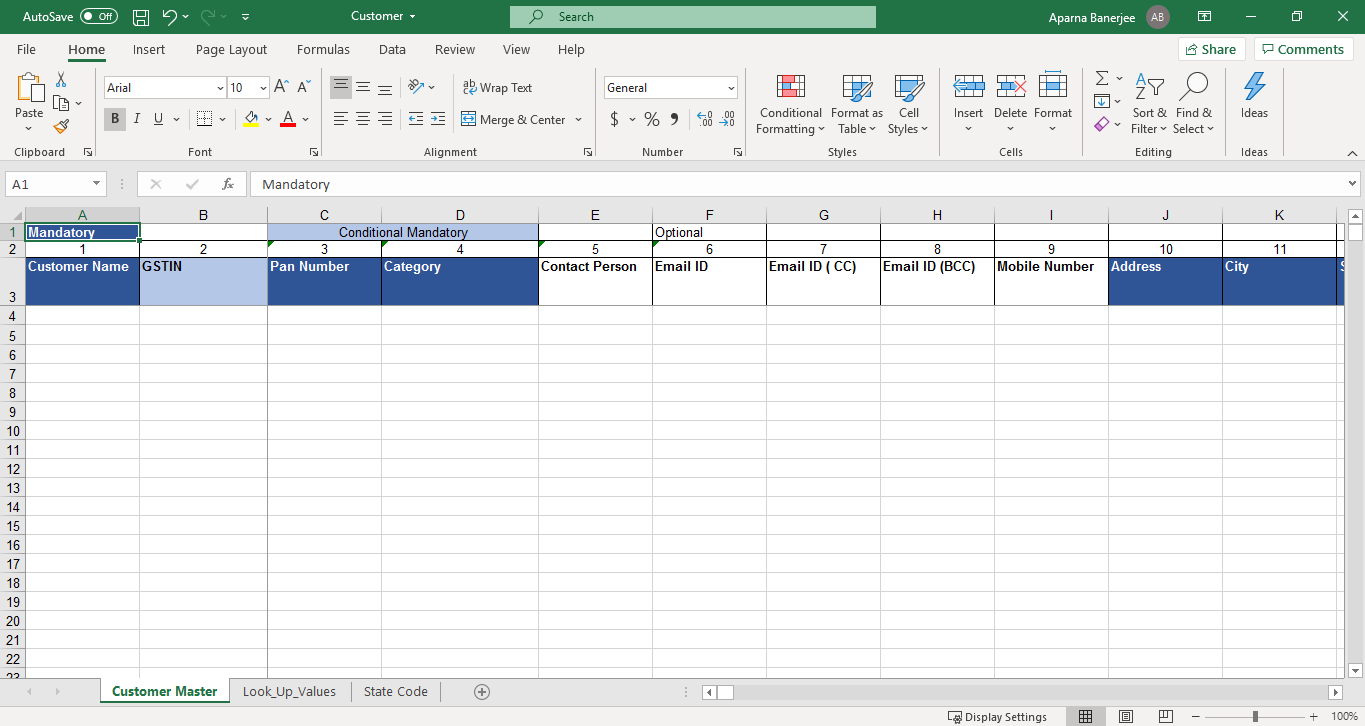 AutoSave Off Customer Search Aparna Banerjee AB
File Home Insert Page Layout Formulas Data Review View Help Share Comments
Arial 10 A A Wrap Text General
Paste B I U A Merge & Center $ % Conditional Formatting Format as Table Cell Styles Insert Delete Format Sort & Filter Find & Select Ideas
Clipboard Font Alignment Number Styles Cells Editing Ideas
A1 fx Mandatory
A B C D E F G H I J K
1 Mandatory Conditional Mandatory Optional
2 1 2 3 4 5 6 7 8 9 10 11
3 Customer Name GSTIN Pan Number Category Contact Person Email ID Email ID ( CC) Email ID (BCC) Mobile Number Address City
4
5
6
7
8
9
10
11
12
13
14
15
16
17
18
19
20
21
22
23
Customer Master Look_Up_Values State Code
Display Settings 100%